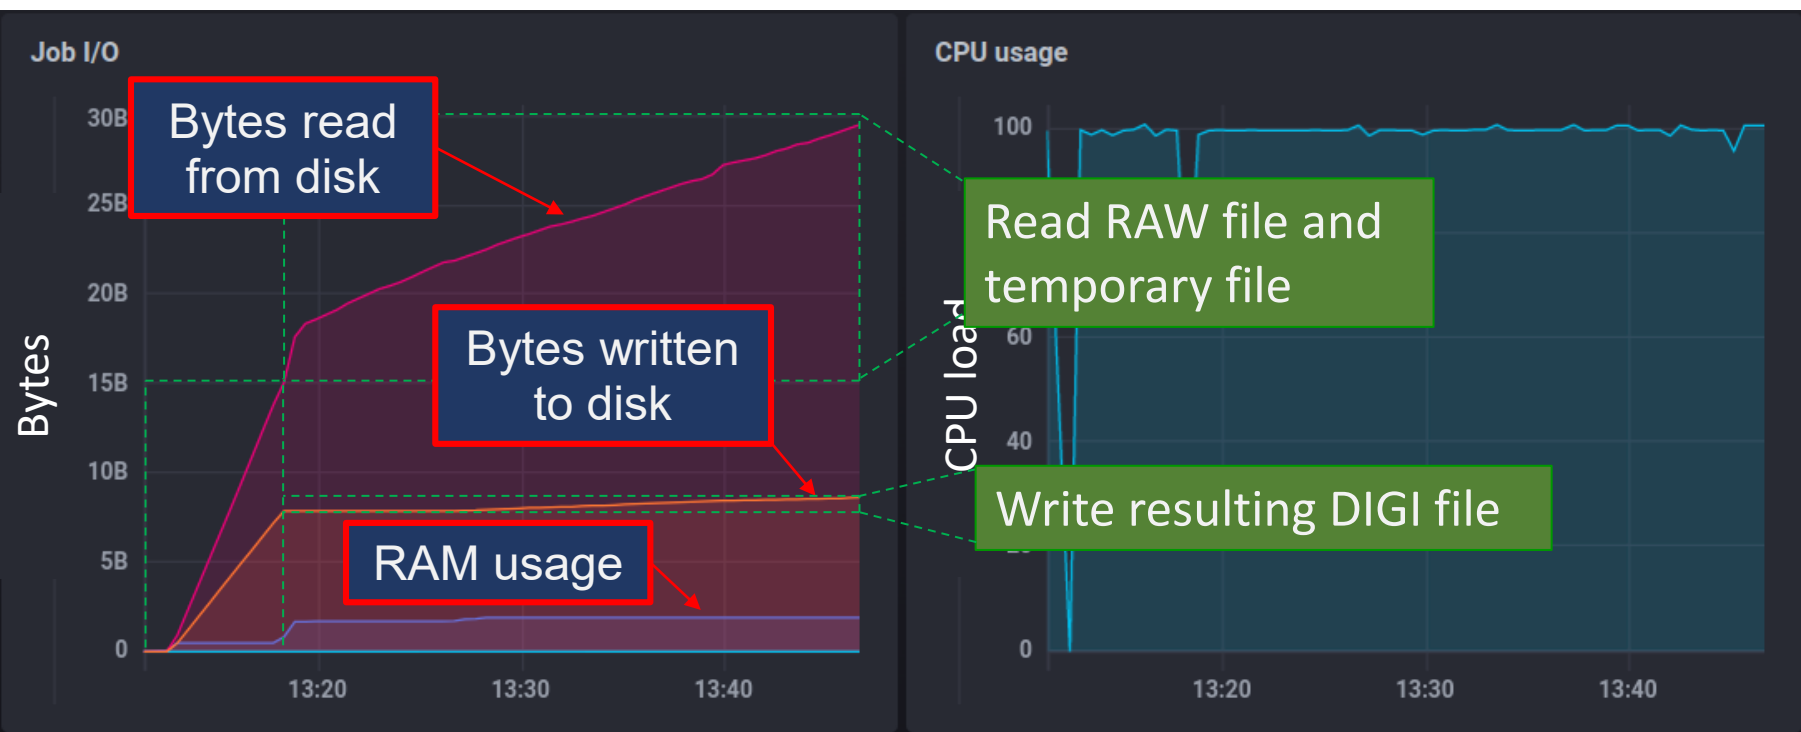 Job I/O
Bytes read
from disk
30B
25B
20B
15B
10B
5B
0
Bytes
Bytes written
to disk
RAM usage
13:20
13:30
13:40
CPU usage
100
Read RAW file and
temporary file
60
40
0
CPU load
Write resulting DIGI file
13:20
13:30
13:40